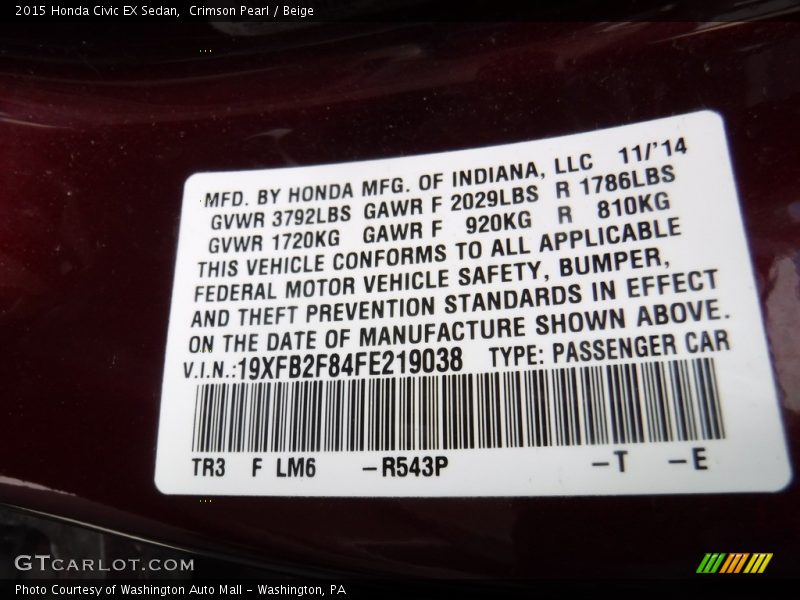 2015 Honda Civic EX Sedan,  Crimson Pearl / Beige
MFD. BY HONDA MFG. OF INDIANA, LLC 11/'14
GVWR 3792LBS GAWR F 2029LBS R 1786LBS
GVWR 1720KG GAWR F 920KG R 810KG
THIS VEHICLE CONFORMS TO ALL APPLICABLE
FEDERAL MOTOR VEHICLE SAFETY, BUMPER,
AND THEFT PREVENTION STANDARDS IN EFFECT
ON THE DATE OF MANUFACTURE SHOWN ABOVE.
V.I.N.:19XFB2F84FE219038 TYPE: PASSENGER CAR
TR3 F LM6 –R543P –T –E
GTCARLOT.COM
Photo Courtesy of Washington Auto Mall – Washington, PA